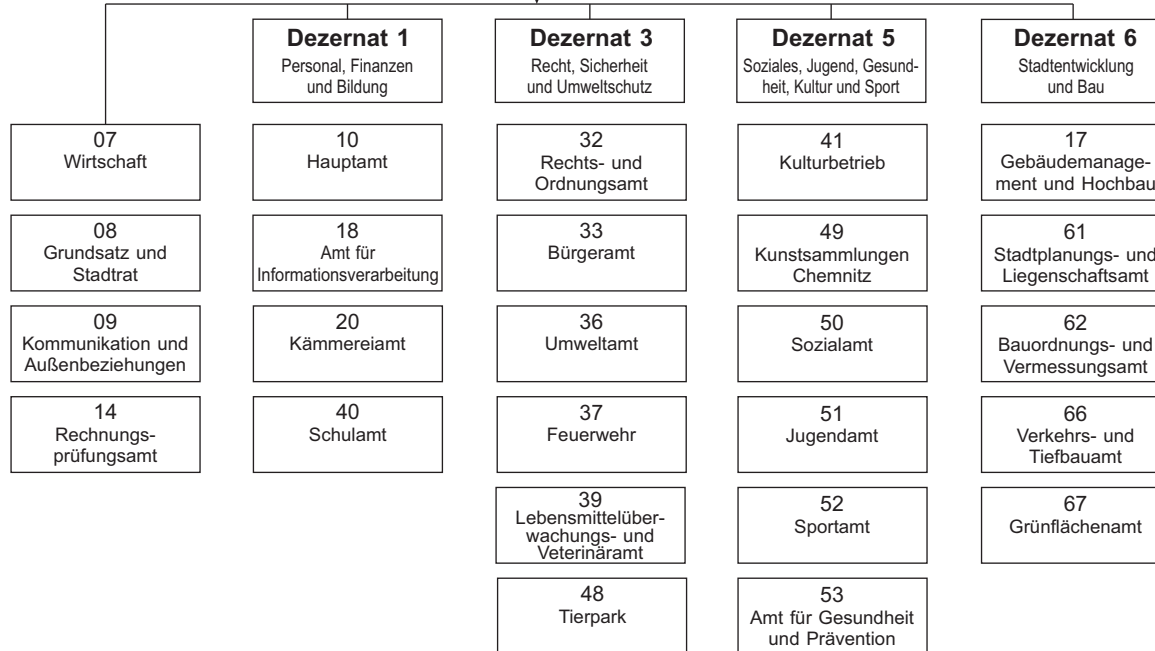 Dezernat 1
Personal, Finanzen
und Bildung
Dezernat 3
Recht, Sicherheit
und Umweltschutz
Dezernat 5
Soziales, Jugend, Gesund-
heit, Kultur und Sport
Dezernat 6
Stadtentwicklung
und Bau
07
Wirtschaft
08
Grundsatz und
Stadtrat
09
Kommunikation und
Außenbeziehungen
14
Rechnungs-
prüfungsamt
10
Hauptamt
18
Amt für
Informationsverarbeitung
20
Kämmereiamt
40
Schulamt
32
Rechts- und
Ordnungsamt
33
Bürgeramt
36
Umweltamt
37
Feuerwehr
39
Lebensmittelüber-
wachungs- und
Veterinäramt
48
Tierpark
41
Kulturbetrieb
49
Kunstsammlungen
Chemnitz
50
Sozialamt
51
Jugendamt
52
Sportamt
53
Amt für Gesundheit
und Prävention
17
Gebäudemanage-
ment und Hochbau
61
Stadtplanungs- und
Liegenschaftsamt
62
Bauordnungs- und
Vermessungsamt
66
Verkehrs- und
Tiefbauamt
67
Grünflächenamt